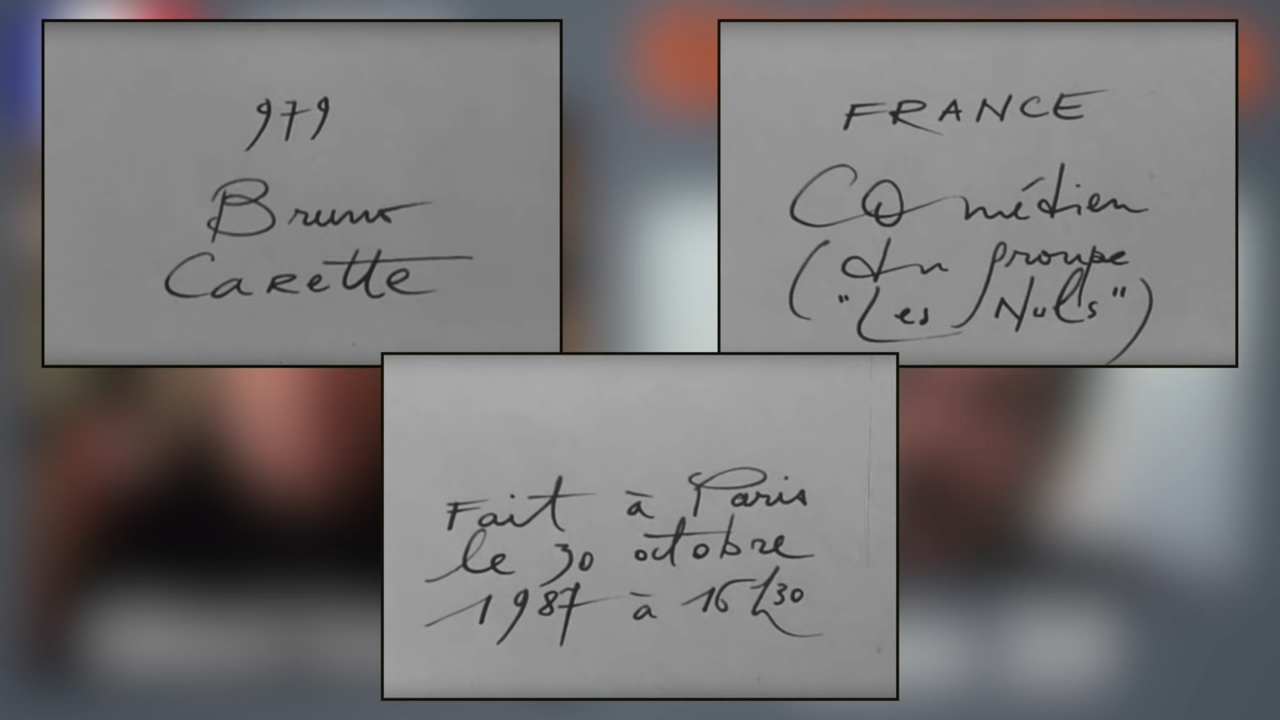 979
Bruno
Carette
FRANCE
Comédien
(du groupe
"Les Nuls")
Fait à Paris
le 30 octobre
1987 à 16h30